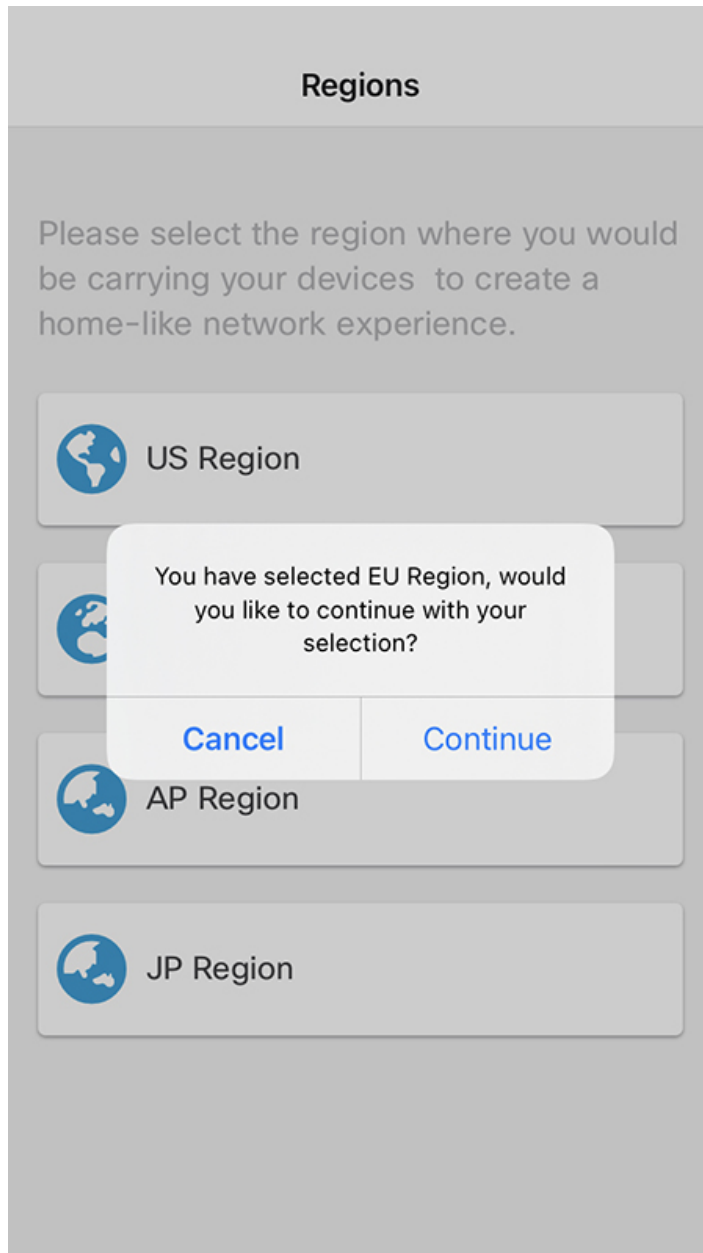 Regions
Please select the region where you would
be carrying your devices  to create a
home-like network experience.
US Region
You have selected EU Region, would
you like to continue with your
selection?
Cancel
Continue
AP Region
JP Region